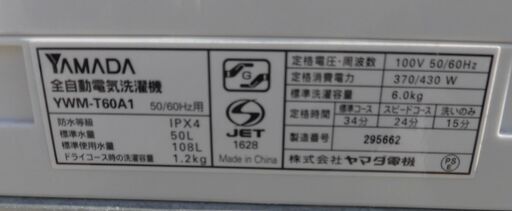 YAMADA
全自動電気洗濯機
YWM-T60A1 50/60Hz用
防水等級 IPX4
標準水量 50L
標準使用水量 108L
ドライコース時の洗濯容量 1.2kg
G
JET
1628
Made in China
定格電圧・周波数 100V 50/60Hz
定格消費電力 370/430 W
標準洗濯容量 6.0kg
定格時間 標準コース スピードコース 洗いのみ
34分 24分 15分
製造番号 295662
株式会社 ヤマダ電機
PS
E